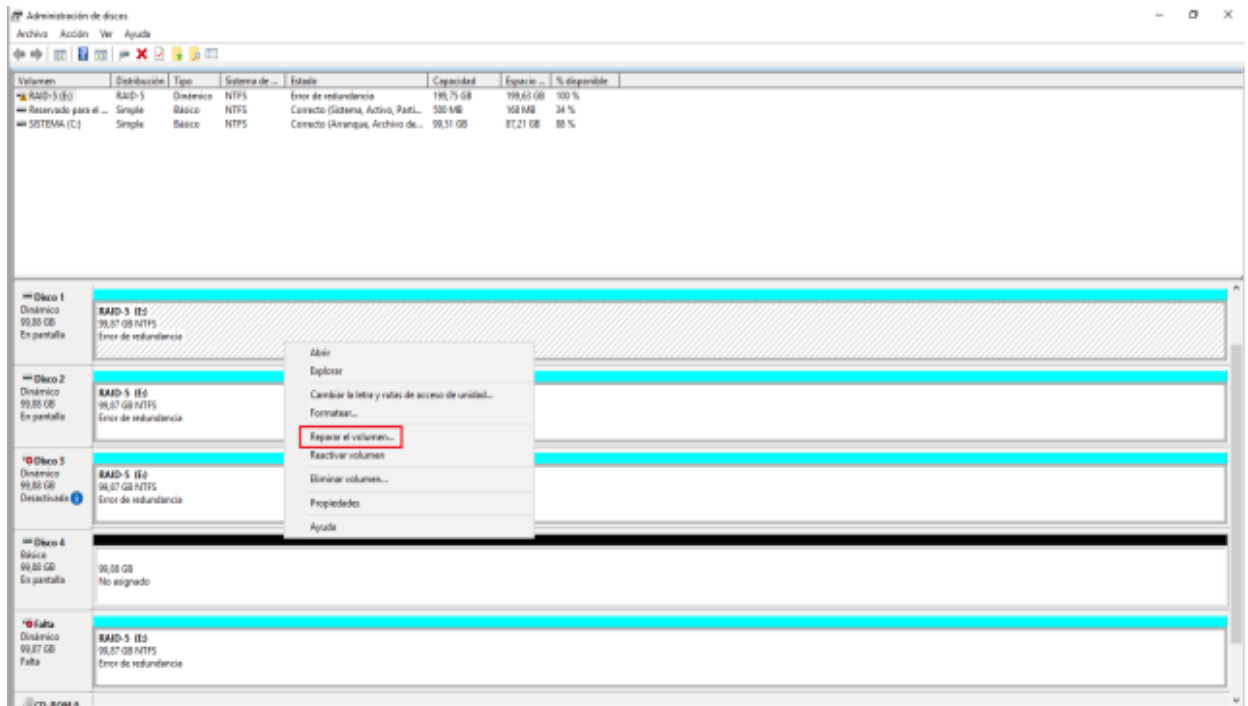 Administración de discos
Archivo Acción Ver Ayuda
Volumen Distribución Tipo Sistema de ... Estado Capacidad Espacio ... % disponible
RAID-5 (E:) RAID-5 Dinámico NTFS Error de redundancia 199,75 GB 199,63 GB 100 %
Reservado para el ... Simple Básico NTFS Correcto (Sistema, Activo, Parti... 500 MB 168 MB 34 %
SISTEMA (C:) Simple Básico NTFS Correcto (Arranque, Archivo de... 99,51 GB 87,21 GB 88 %
Disco 1
Dinámico
99,88 GB
En pantalla
RAID-5 (E:)
99,87 GB NTFS
Error de redundancia
Abrir
Explorar
Cambiar la letra y rutas de acceso de unidad...
Formatear...
Reparar el volumen...
Reactivar volumen
Eliminar volumen...
Propiedades
Ayuda
Disco 2
Dinámico
99,88 GB
En pantalla
RAID-5 (E:)
99,87 GB NTFS
Error de redundancia
Disco 3
Dinámico
99,88 GB
Desactivado
RAID-5 (E:)
99,87 GB NTFS
Error de redundancia
Disco 4
Básico
99,88 GB
En pantalla
99,88 GB
No asignado
Falta
Dinámico
99,87 GB
Falta
RAID-5 (E:)
99,87 GB NTFS
Error de redundancia